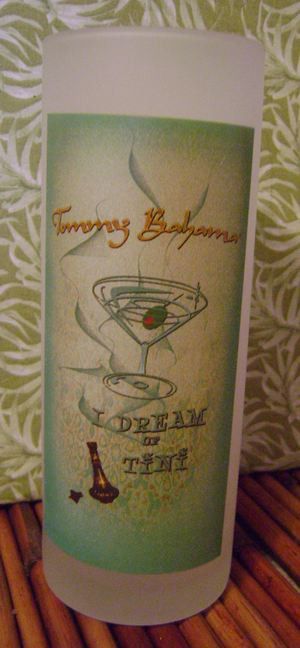 Tommy Bahama
I DREAM
OF
TiNi